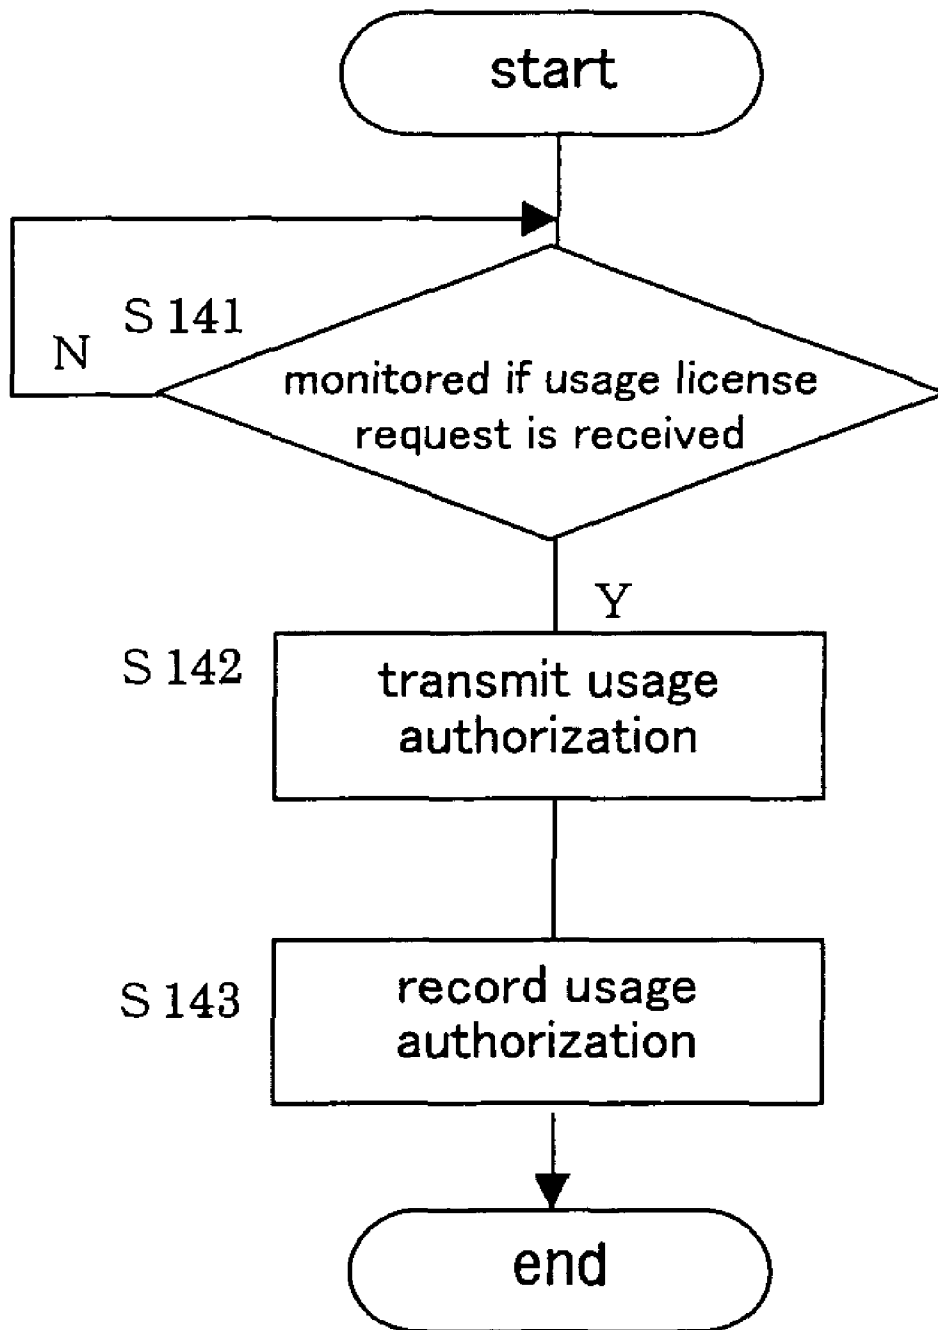 start
S 141
N
monitored if usage license
request is received
Y
S 142
transmit usage
authorization
S 143
record usage
authorization
end